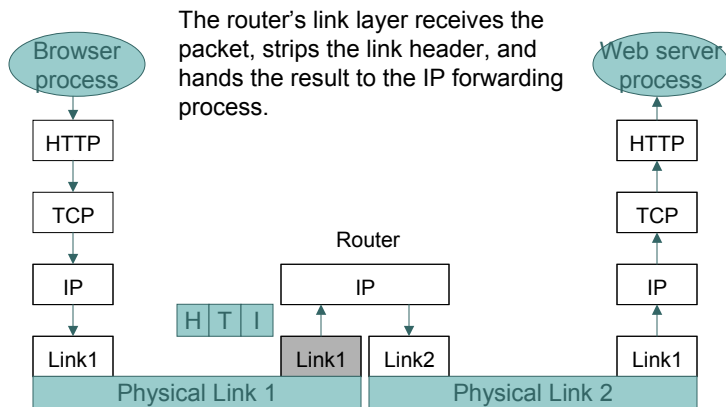 The router’s link layer receives the
packet, strips the link header, and
hands the result to the IP forwarding
process.
Browser
process
Web server
process
HTTP
HTTP
TCP
TCP
Router
IP
IP
IP
H T I
Link1
Link1
Link2
Link1
Physical Link 1
Physical Link 2